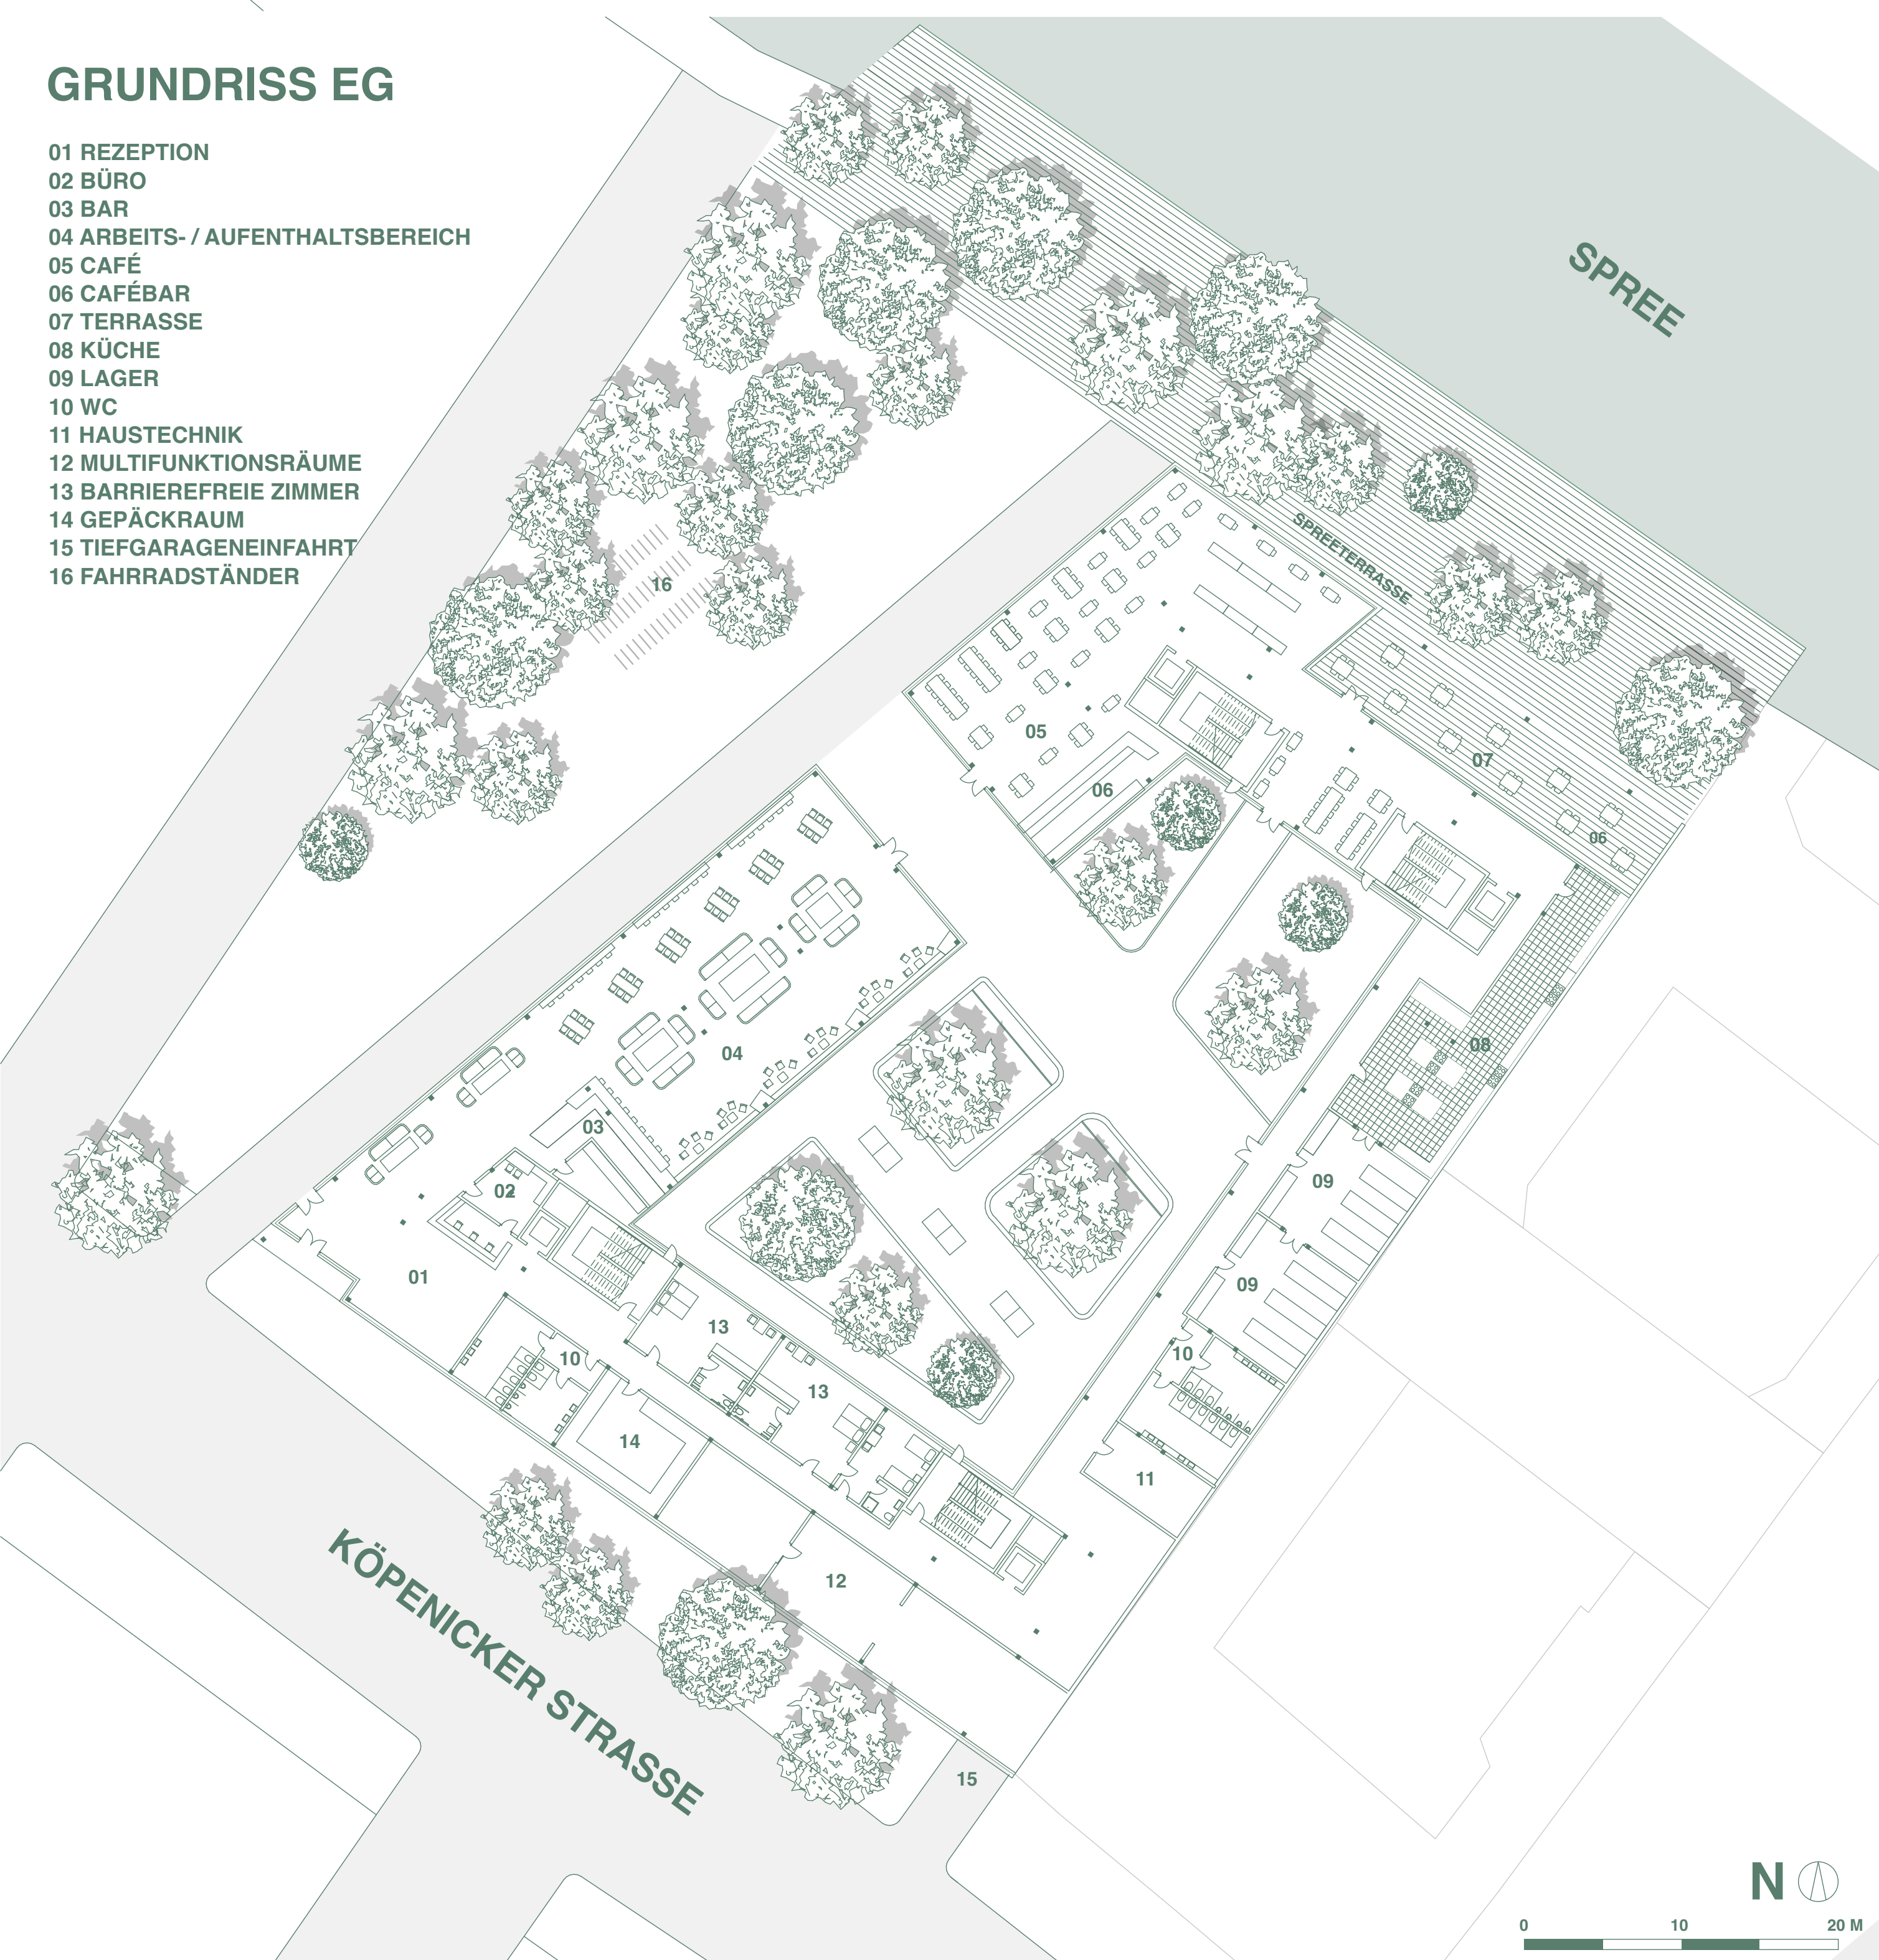 GRUNDRISS EG
01 REZEPTION
02 BÜRO
03 BAR
04 ARBEITS- / AUFENTHALTSBEREICH
05 CAFÉ
06 CAFÉBAR
07 TERRASSE
08 KÜCHE
09 LAGER
10 WC
11 HAUSTECHNIK
12 MULTIFUNKTIONSRÄUME
13 BARRIEREFREIE ZIMMER
14 GEPÄCKRAUM
15 TIEFGARAGENEINFAHRT
16 FAHRRADSTÄNDER
SPREE
SPREETERRASSE
16
05
07
06
06
04
08
03
02
09
01
09
13
10
10
13
14
11
12
KÖPENICKER STRASSE
15
N
0 10 20 M